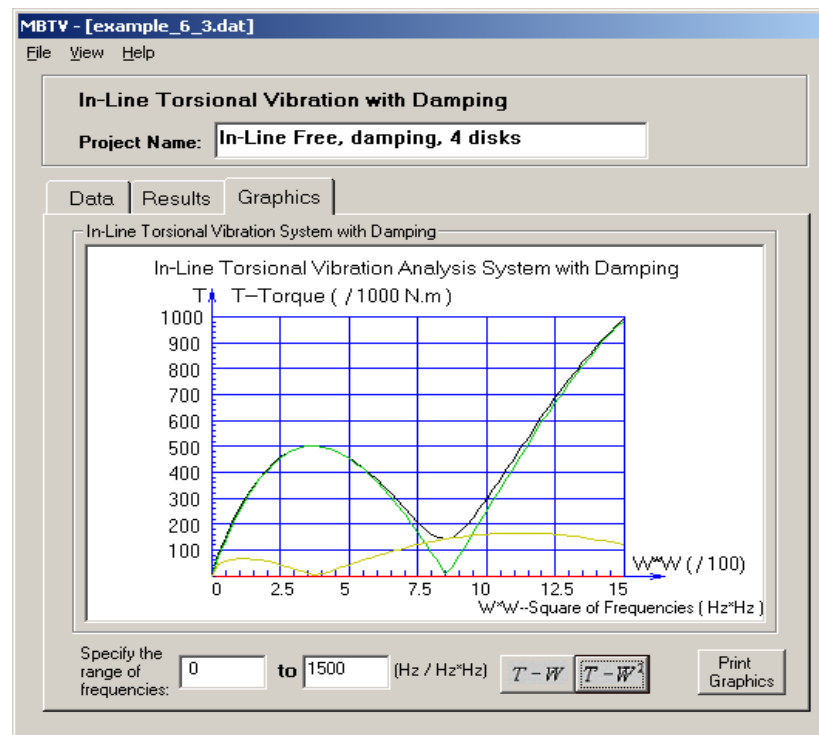 MBTV - [example_6_3.dat]
File View Help
In-Line Torsional Vibration with Damping
Project Name: In-Line Free, damping, 4 disks
Data Results Graphics
In-Line Torsional Vibration System with Damping
In-Line Torsional Vibration Analysis System with Damping
T T—Torque ( /1000 N.m )
1000
900
800
700
600
500
400
300
200
100
W*W ( / 100)
0 2.5 5 7.5 10 12.5 15
W*W--Square of Frequencies ( Hz*Hz )
Specify the
range of
frequencies:
0 to 1500 (Hz / Hz*Hz) T - W T - W²
Print
Graphics